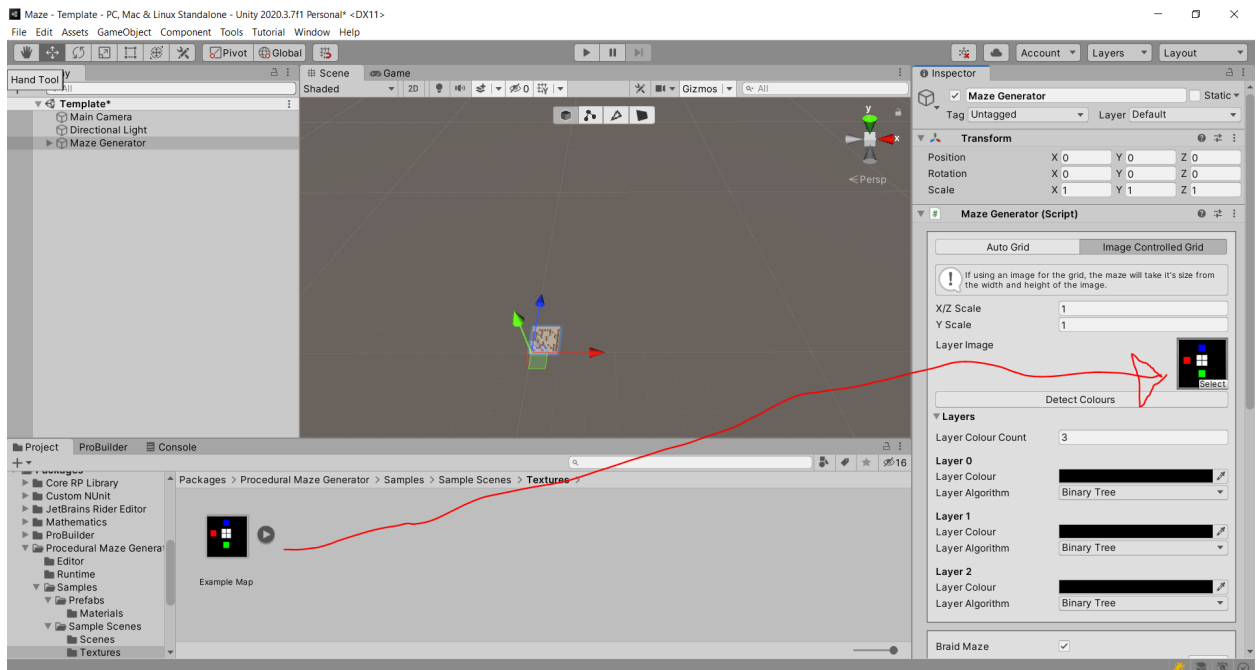 Maze - Template - PC, Mac & Linux Standalone - Unity 2020.3.7f1 Personal* <DX11>
File Edit Assets GameObject Component Tools Tutorial Window Help
Pivot Global
Account Layers Layout
Hand Tool
All
Template*
Main Camera
Directional Light
Maze Generator
Scene Game
Shaded 2D 0 Gizmos All
y
x
Persp
Inspector
Maze Generator Static
Tag Untagged Layer Default
Transform
Position X 0 Y 0 Z 0
Rotation X 0 Y 0 Z 0
Scale X 1 Y 1 Z 1
Maze Generator (Script)
Auto Grid Image Controlled Grid
If using an image for the grid, the maze will take it's size from
the width and height of the image.
X/Z Scale 1
Y Scale 1
Layer Image
Select
Detect Colours
Layers
Layer Colour Count 3
Layer 0
Layer Colour
Layer Algorithm Binary Tree
Layer 1
Layer Colour
Layer Algorithm Binary Tree
Layer 2
Layer Colour
Layer Algorithm Binary Tree
Braid Maze
Project ProBuilder Console
16
Packages
Core RP Library
Custom NUnit
JetBrains Rider Editor
Mathematics
ProBuilder
Procedural Maze Generat
Editor
Runtime
Samples
Prefabs
Materials
Sample Scenes
Scenes
Textures
Packages > Procedural Maze Generator > Samples > Sample Scenes > Textures >
Example Map